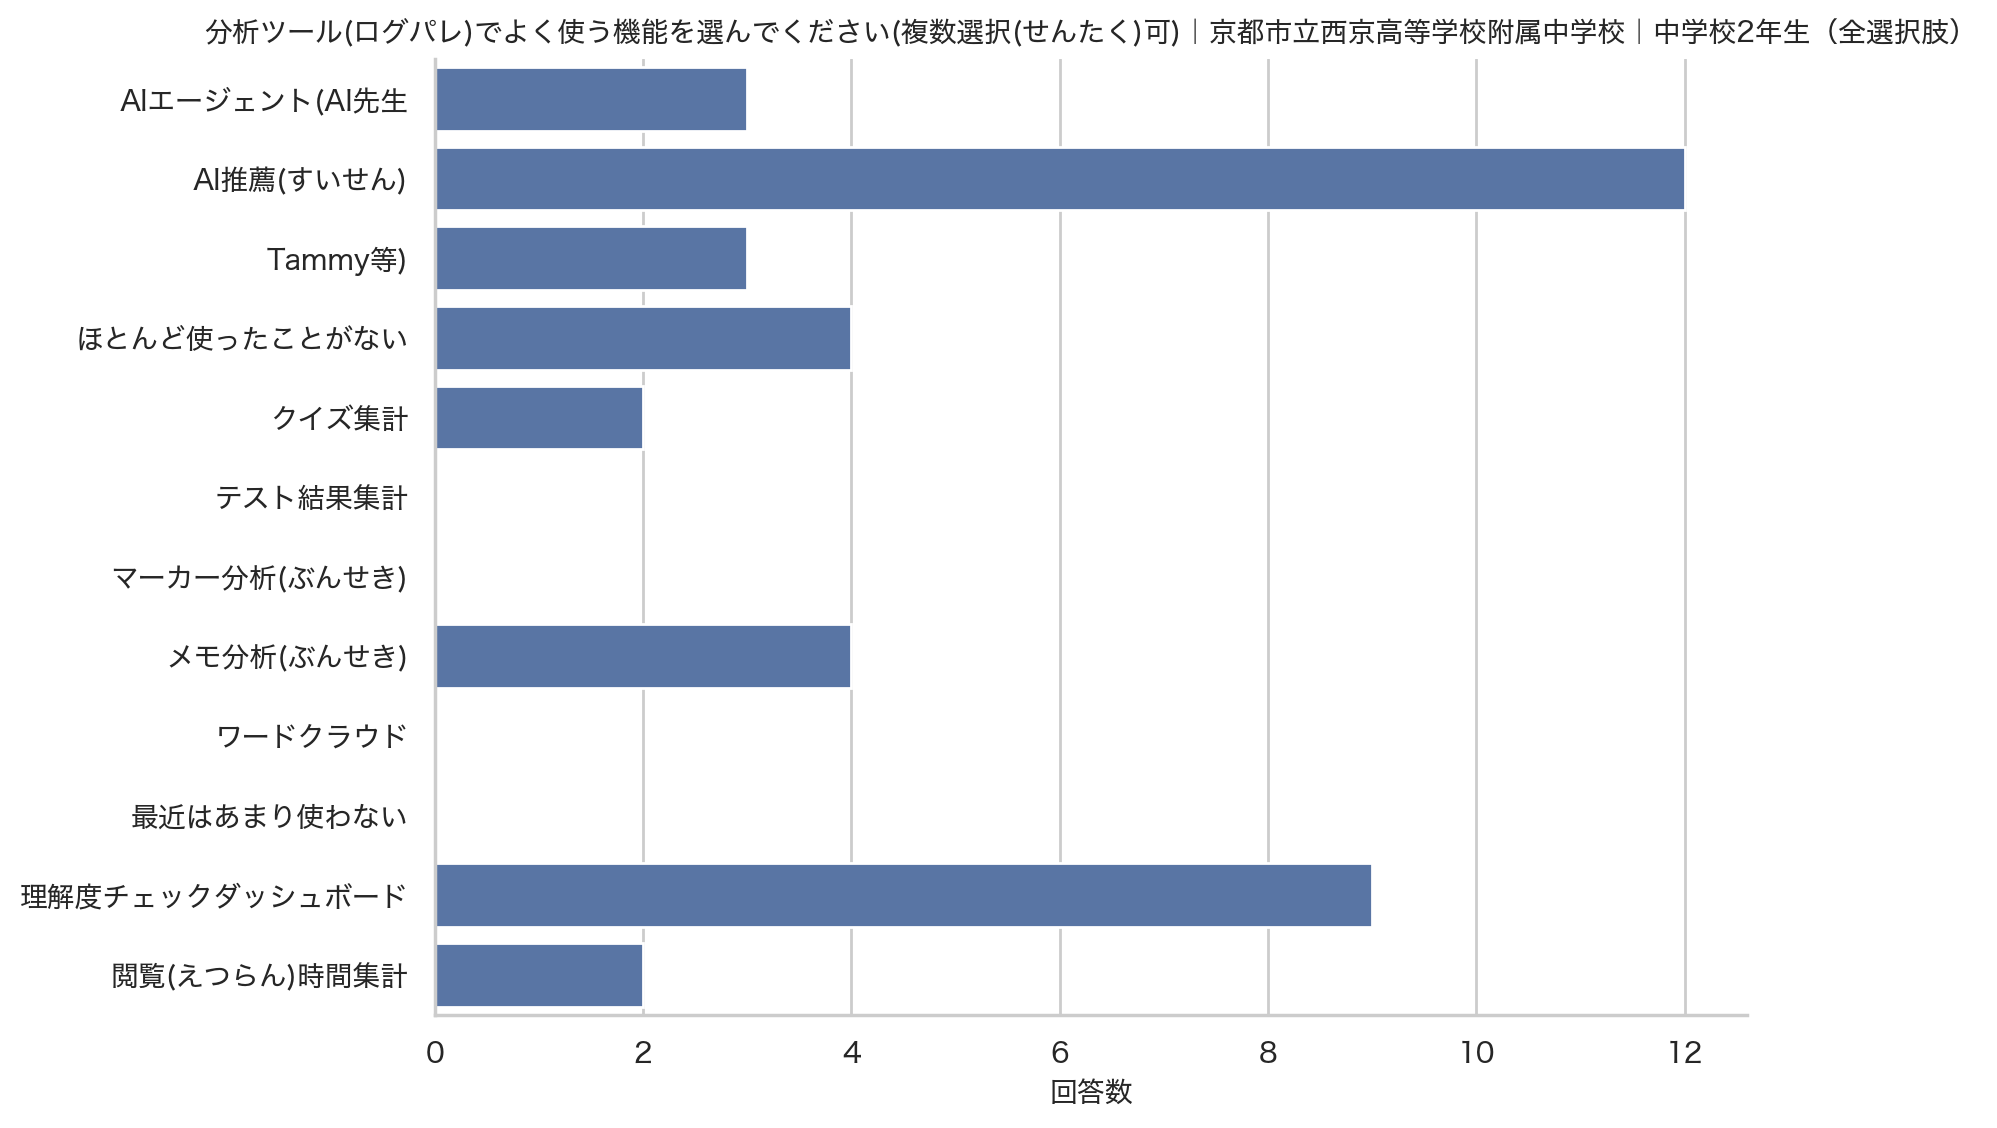 分析ツール(ログパレ)でよく使う機能を選んでください(複数選択(せんたく)可)｜京都市立西京高等学校附属中学校｜中学校2年生（全選択肢）
AIエージェント(AI先生
AI推薦(すいせん)
Tammy等)
ほとんど使ったことがない
クイズ集計
テスト結果集計
マーカー分析(ぶんせき)
メモ分析(ぶんせき)
ワードクラウド
最近はあまり使わない
理解度チェックダッシュボード
閲覧(えつらん)時間集計
0 2 4 6 8 10 12
回答数